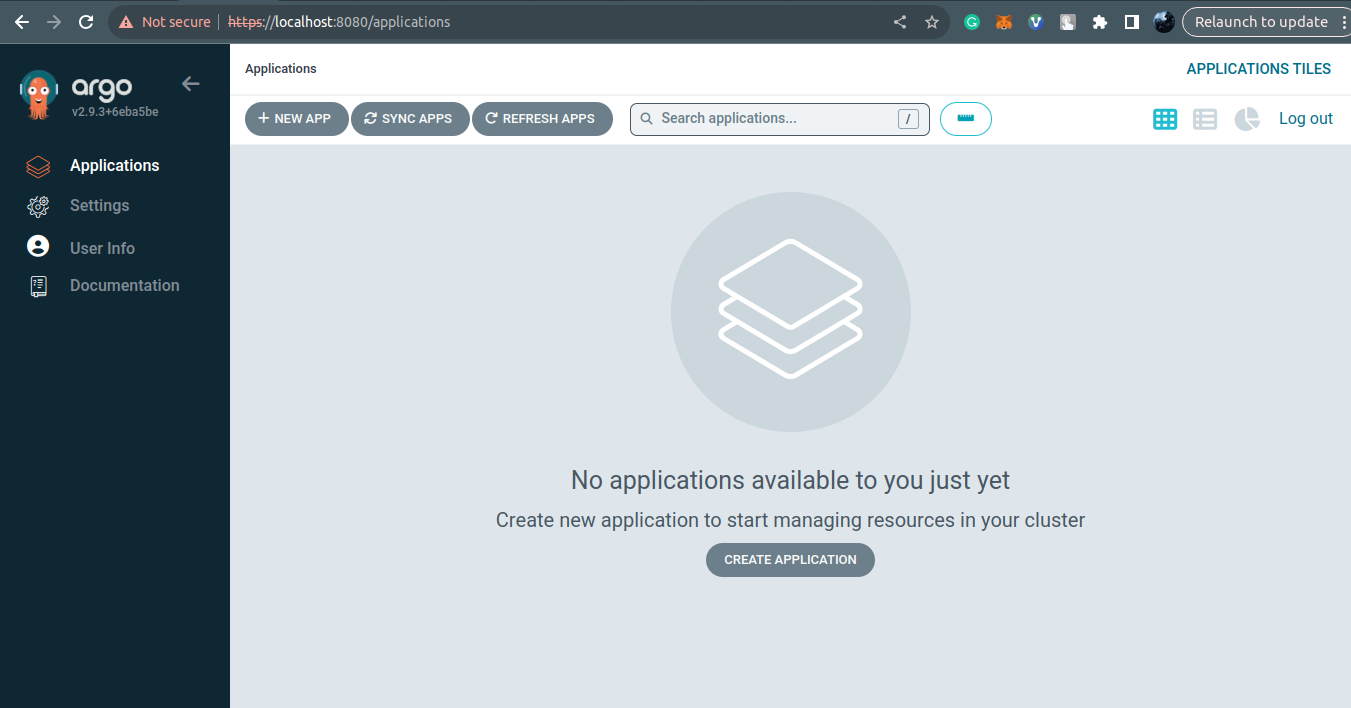 Not secure | https://localhost:8080/applications
Relaunch to update
argo
v2.9.3+6eba5be
Applications
Settings
User Info
Documentation
Applications
APPLICATIONS TILES
+ NEW APP
SYNC APPS
REFRESH APPS
Search applications...
/
Log out
No applications available to you just yet
Create new application to start managing resources in your cluster
CREATE APPLICATION